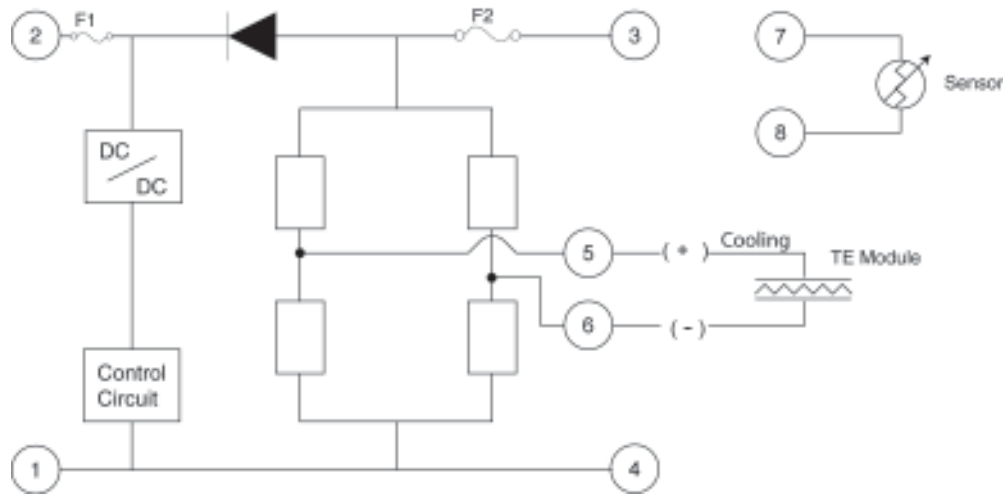 F1
F2
2
3
7
Sensor
8
DC
DC
5
( + )
Cooling
TE Module
6
( - )
Control
Circuit
1
4